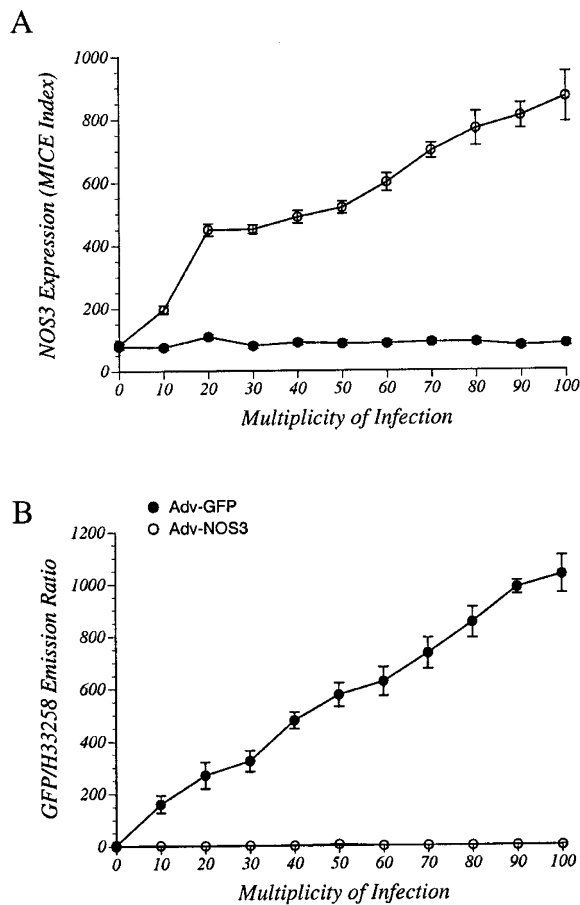 A
NOS3 Expression (MICE Index)
1000
800
600
400
200
0
0 10 20 30 40 50 60 70 80 90 100
Multiplicity of Infection
B
Adv-GFP
Adv-NOS3
GFP/H33258 Emission Ratio
1200
1000
800
600
400
200
0
0 10 20 30 40 50 60 70 80 90 100
Multiplicity of Infection